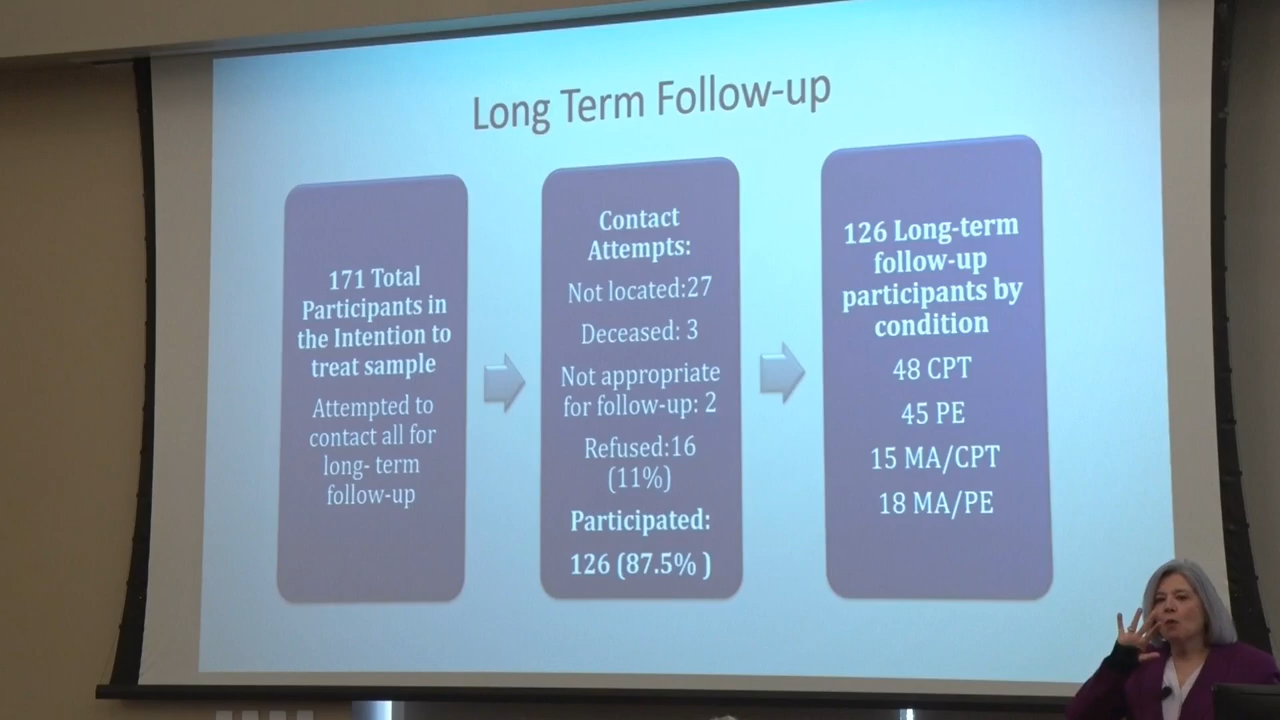 Long Term Follow-up
171 Total
Participants in
the Intention to
treat sample
Attempted to
contact all for
long- term
follow-up
Contact
Attempts:
Not located:27
Deceased: 3
Not appropriate
for follow-up: 2
Refused:16
(11%)
Participated:
126 (87.5% )
126 Long-term
follow-up
participants by
condition
48 CPT
45 PE
15 MA/CPT
18 MA/PE